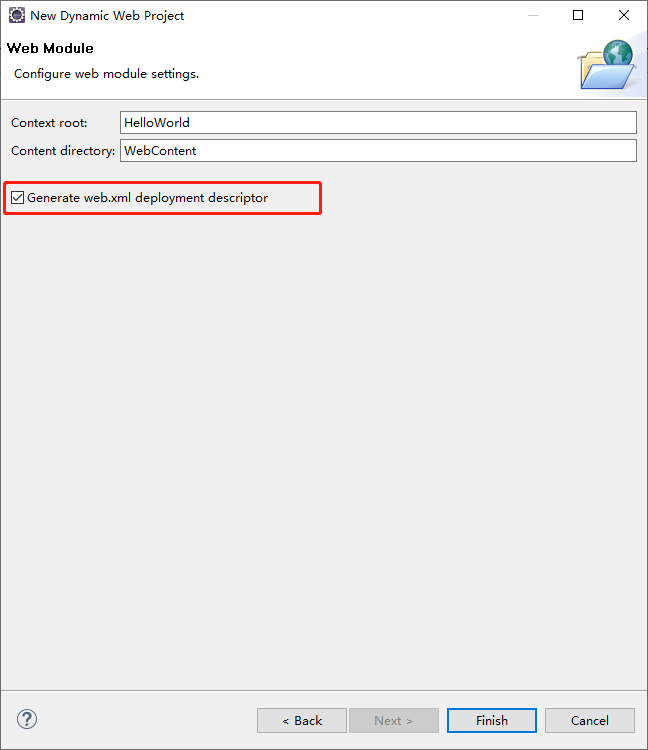 New Dynamic Web Project
Web Module
Configure web module settings.
Context root: HelloWorld
Content directory: WebContent
Generate web.xml deployment descriptor
? < Back Next > Finish Cancel